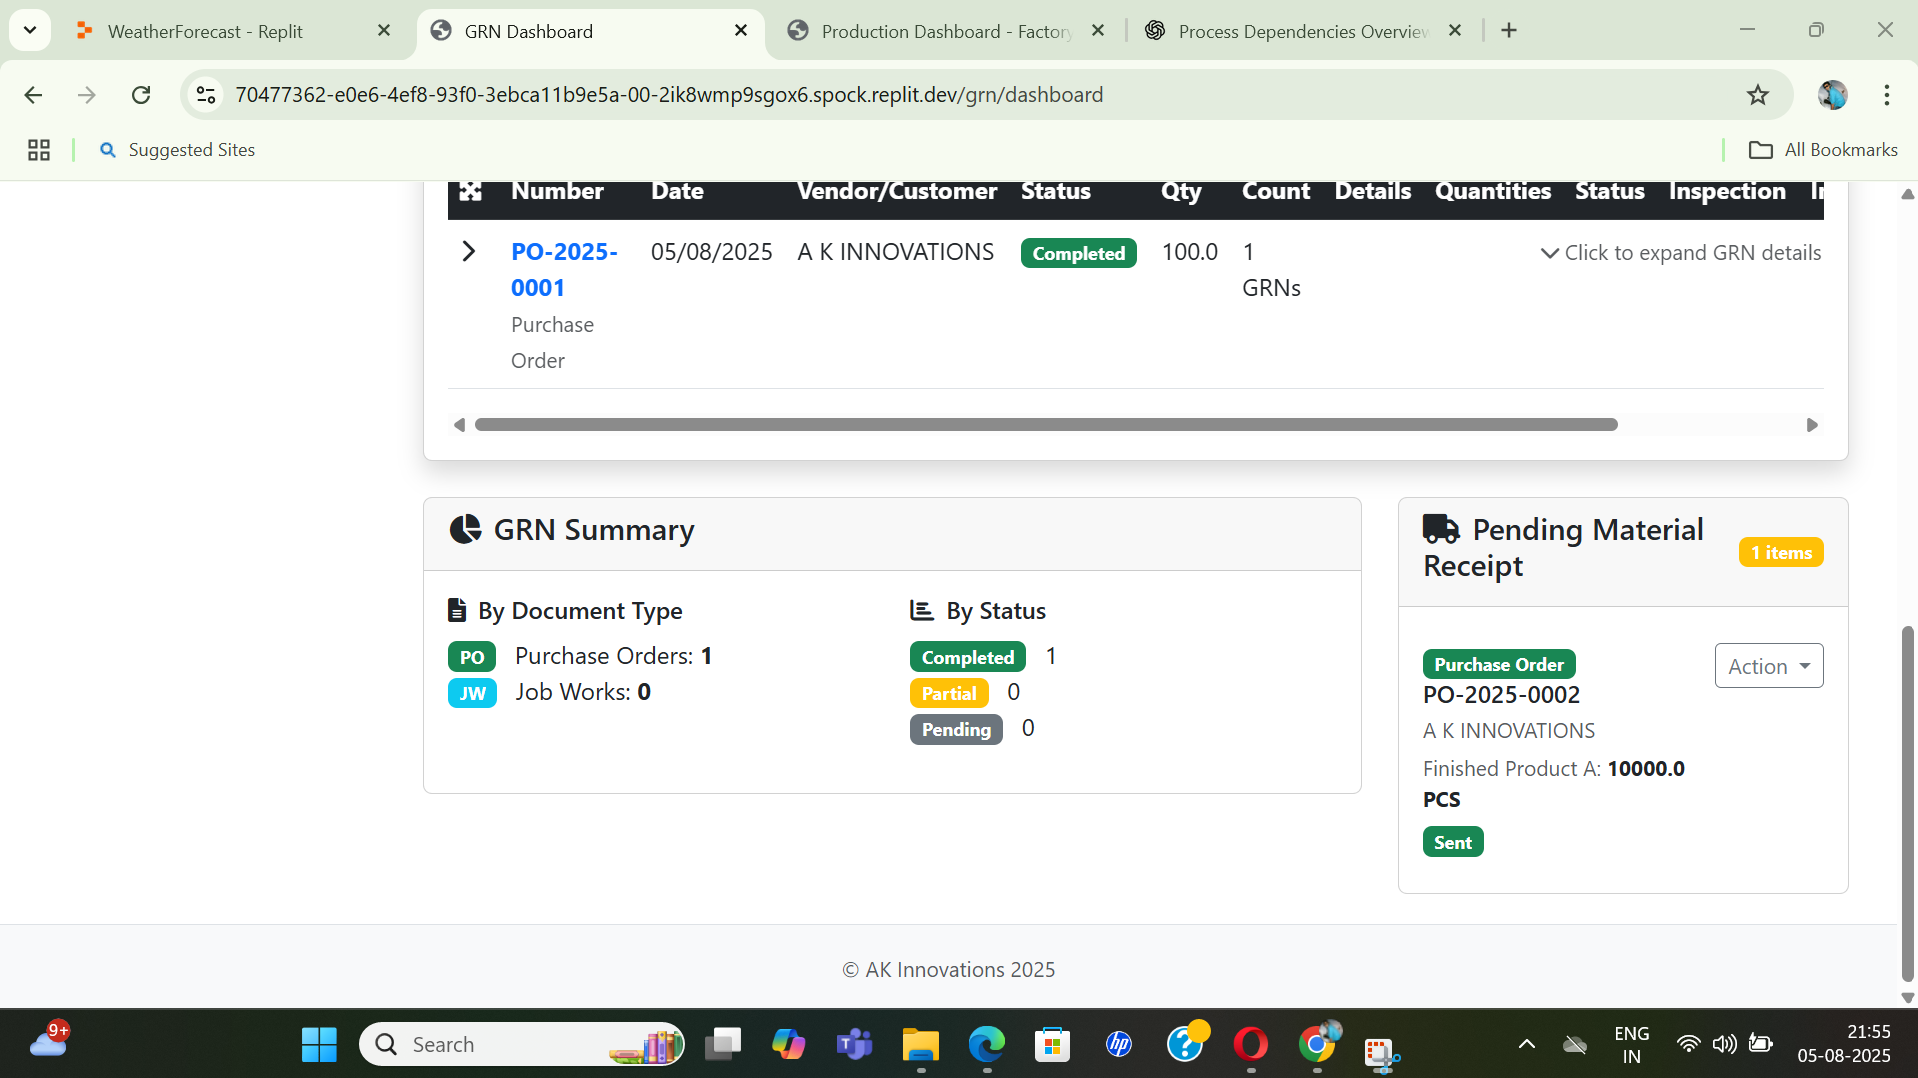 WeatherForecast - Replit
GRN Dashboard
Production Dashboard - Factory
Process Dependencies Overview
70477362-e0e6-4ef8-93f0-3ebca11b9e5a-00-2ik8wmp9sgox6.spock.replit.dev/grn/dashboard
Suggested Sites
All Bookmarks
Number Date Vendor/Customer Status Qty Count Details Quantities Status Inspection
PO-2025-0001 05/08/2025 A K INNOVATIONS Completed 100.0 1 GRNs Click to expand GRN details
Purchase Order
GRN Summary
By Document Type
PO Purchase Orders: 1
JW Job Works: 0
By Status
Completed 1
Partial 0
Pending 0
Pending Material Receipt
1 items
Purchase Order
Action
PO-2025-0002
A K INNOVATIONS
Finished Product A: 10000.0 PCS
Sent
© AK Innovations 2025
9+
Search
hp
ENG
IN
21:55
05-08-2025